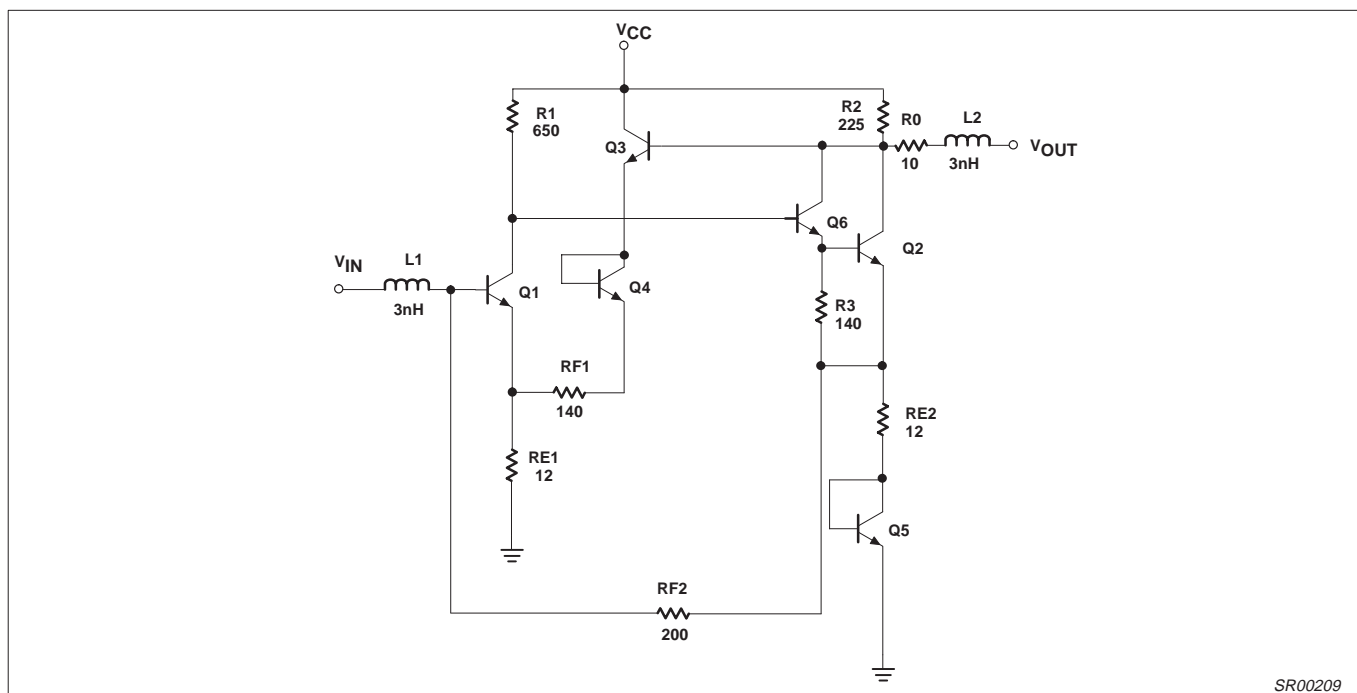 VCC
R1
650
R2
225
R0
10
L2
3nH
VOUT
Q3
Q6
Q2
VIN
L1
3nH
Q1
Q4
R3
140
RF1
140
RE1
12
RE2
12
Q5
RF2
200
SR00209